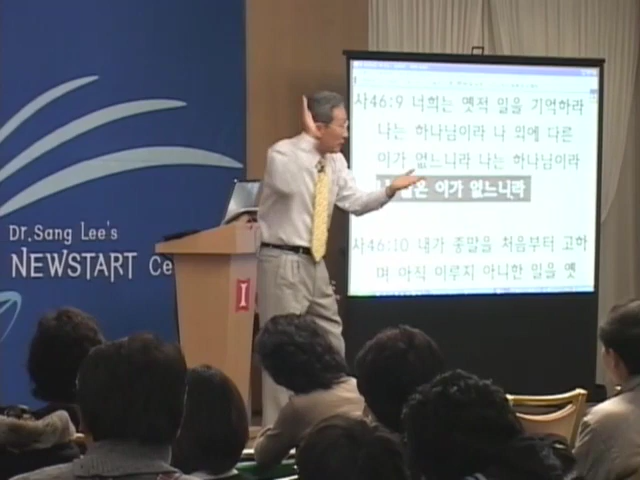 Dr. Sang Lee's
NEWSTART Ce
사46:9 너희는 옛적 일을 기억하라
나는 하나님이라 나 외에 다른
이가 없느니라 나는 하나님이라
같은 이가 없느니라
사46:10 내가 종말을 처음부터 고하
며 아직 이루지 아니한 일을 옛